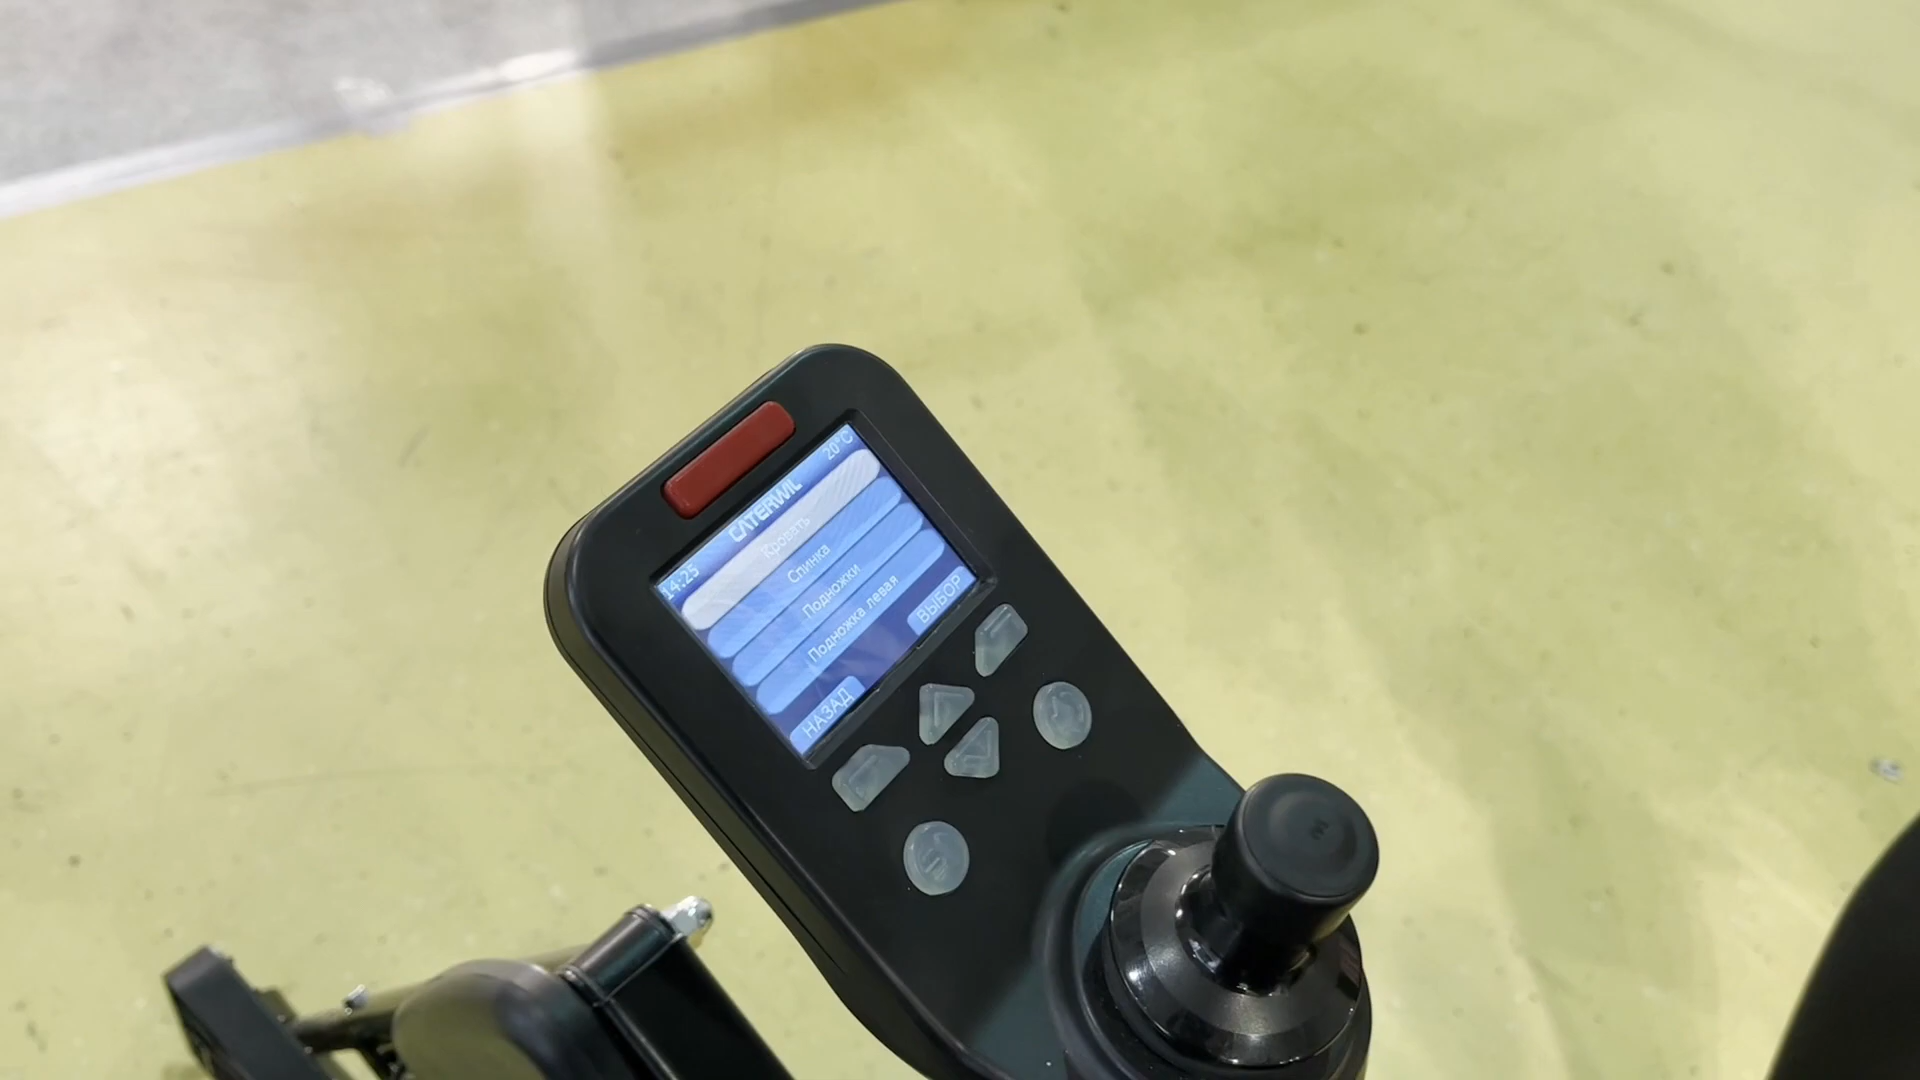 14:25 CATERWIL 20°C
Кровать
Спинка
Подножки
Подножка левая
НАЗАД ВЫБОР